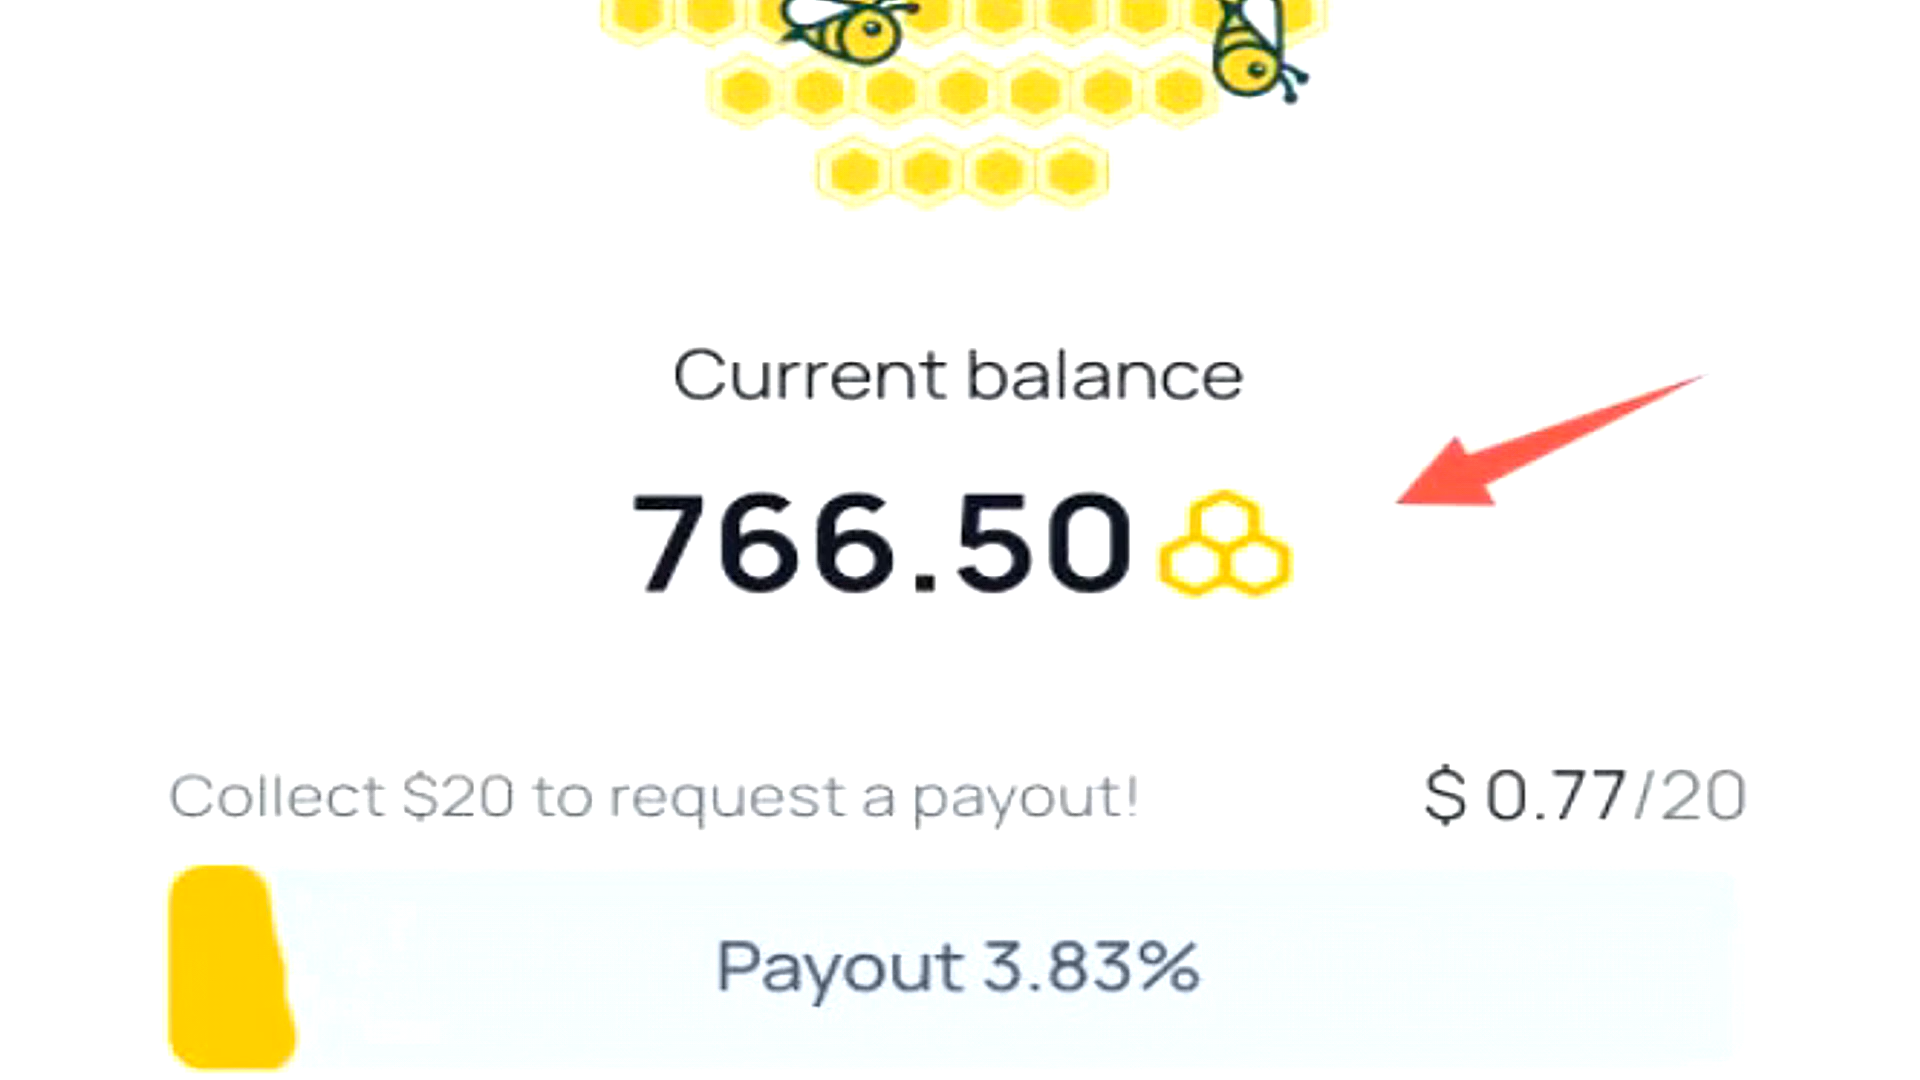 Current balance
766.50
Collect $20 to request a payout!
$ 0.77/20
Payout 3.83%